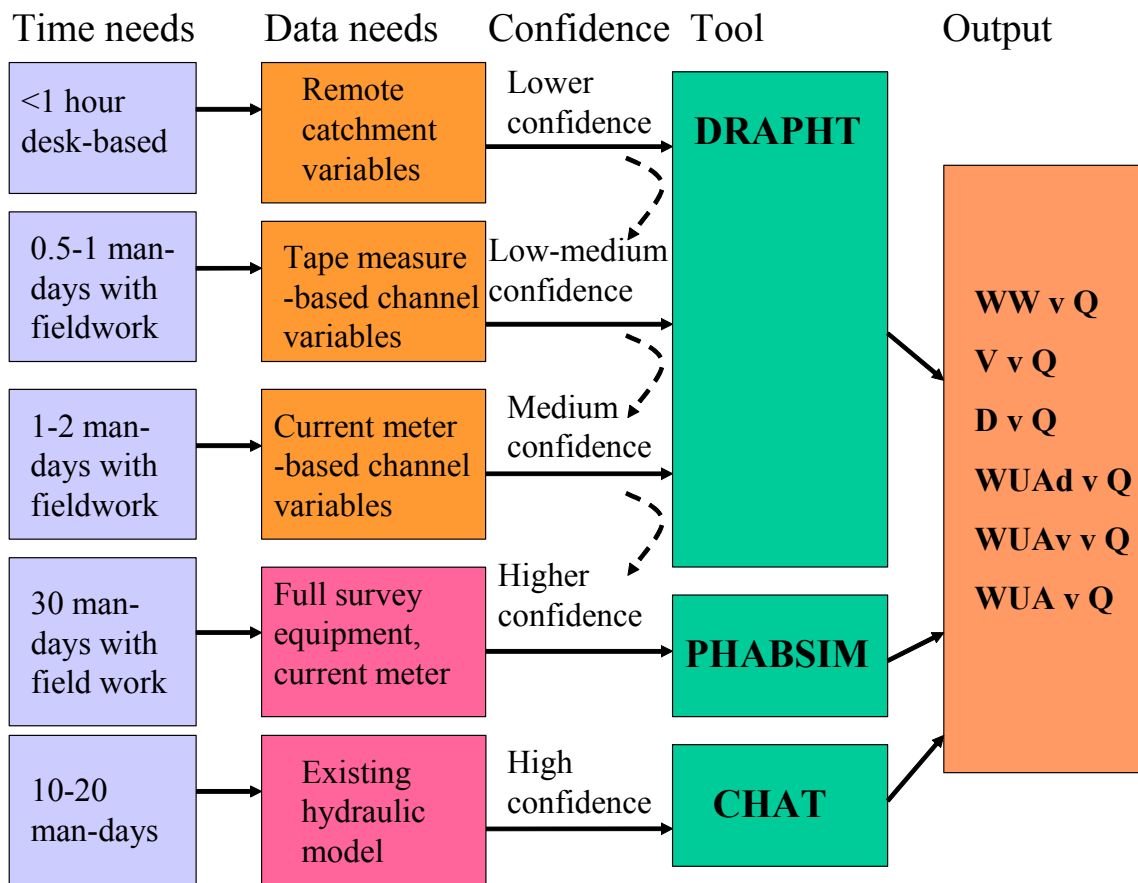 Time needs
Data needs
Confidence
Tool
Output
<1 hour
desk-based
Remote
catchment
variables
Lower
confidence
DRAPHT
0.5-1 man-
days with
fieldwork
Tape measure
-based channel
variables
Low-medium
confidence
1-2 man-
days with
fieldwork
Current meter
-based channel
variables
Medium
confidence
30 man-
days with
field work
Full survey
equipment,
current meter
Higher
confidence
PHABSIM
10-20
man-days
Existing
hydraulic
model
High
confidence
CHAT
WW v Q
V v Q
D v Q
WUAd v Q
WUAv v Q
WUA v Q